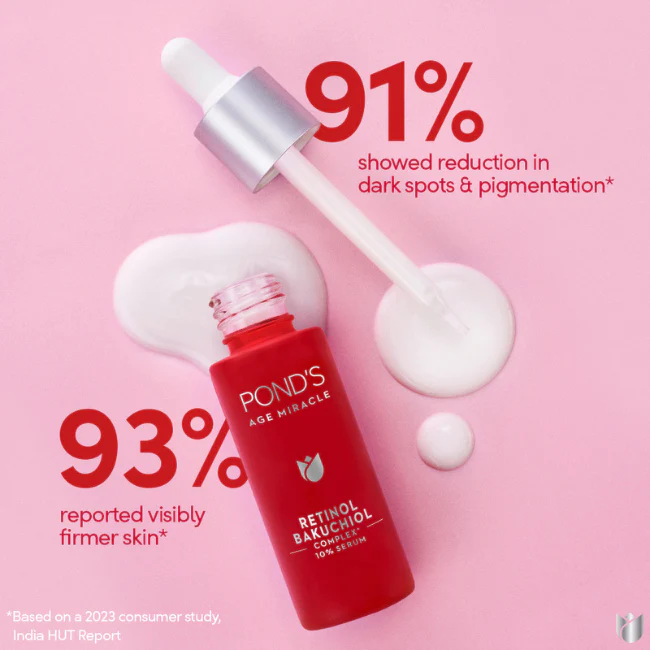 91%
showed reduction in
dark spots & pigmentation*
POND'S
AGE MIRACLE
93%
reported visibly
firmer skin*
RETINOL
BAKUCHIOL
COMPLEX*
10% SERUM
*Based on a 2023 consumer study,
India HUT Report